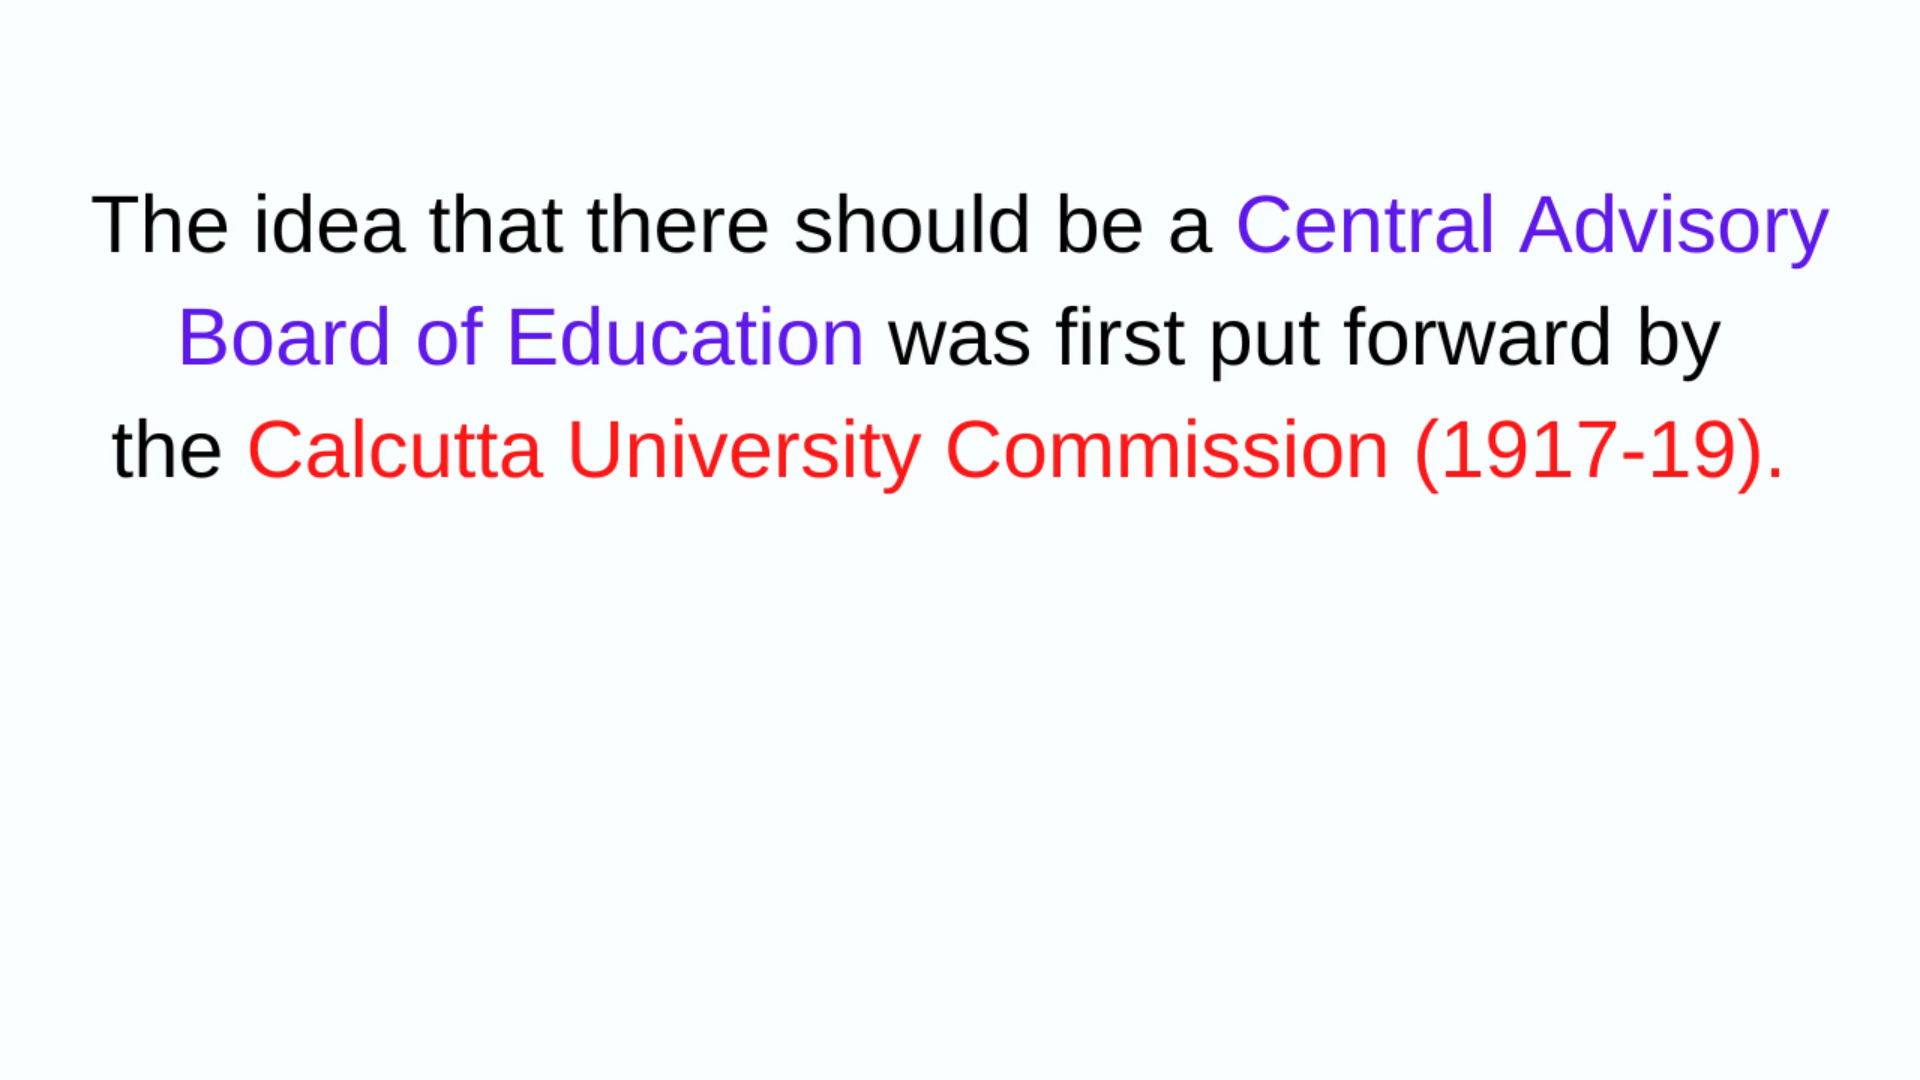 The idea that there should be a Central Advisory
Board of Education was first put forward by
the Calcutta University Commission (1917-19).